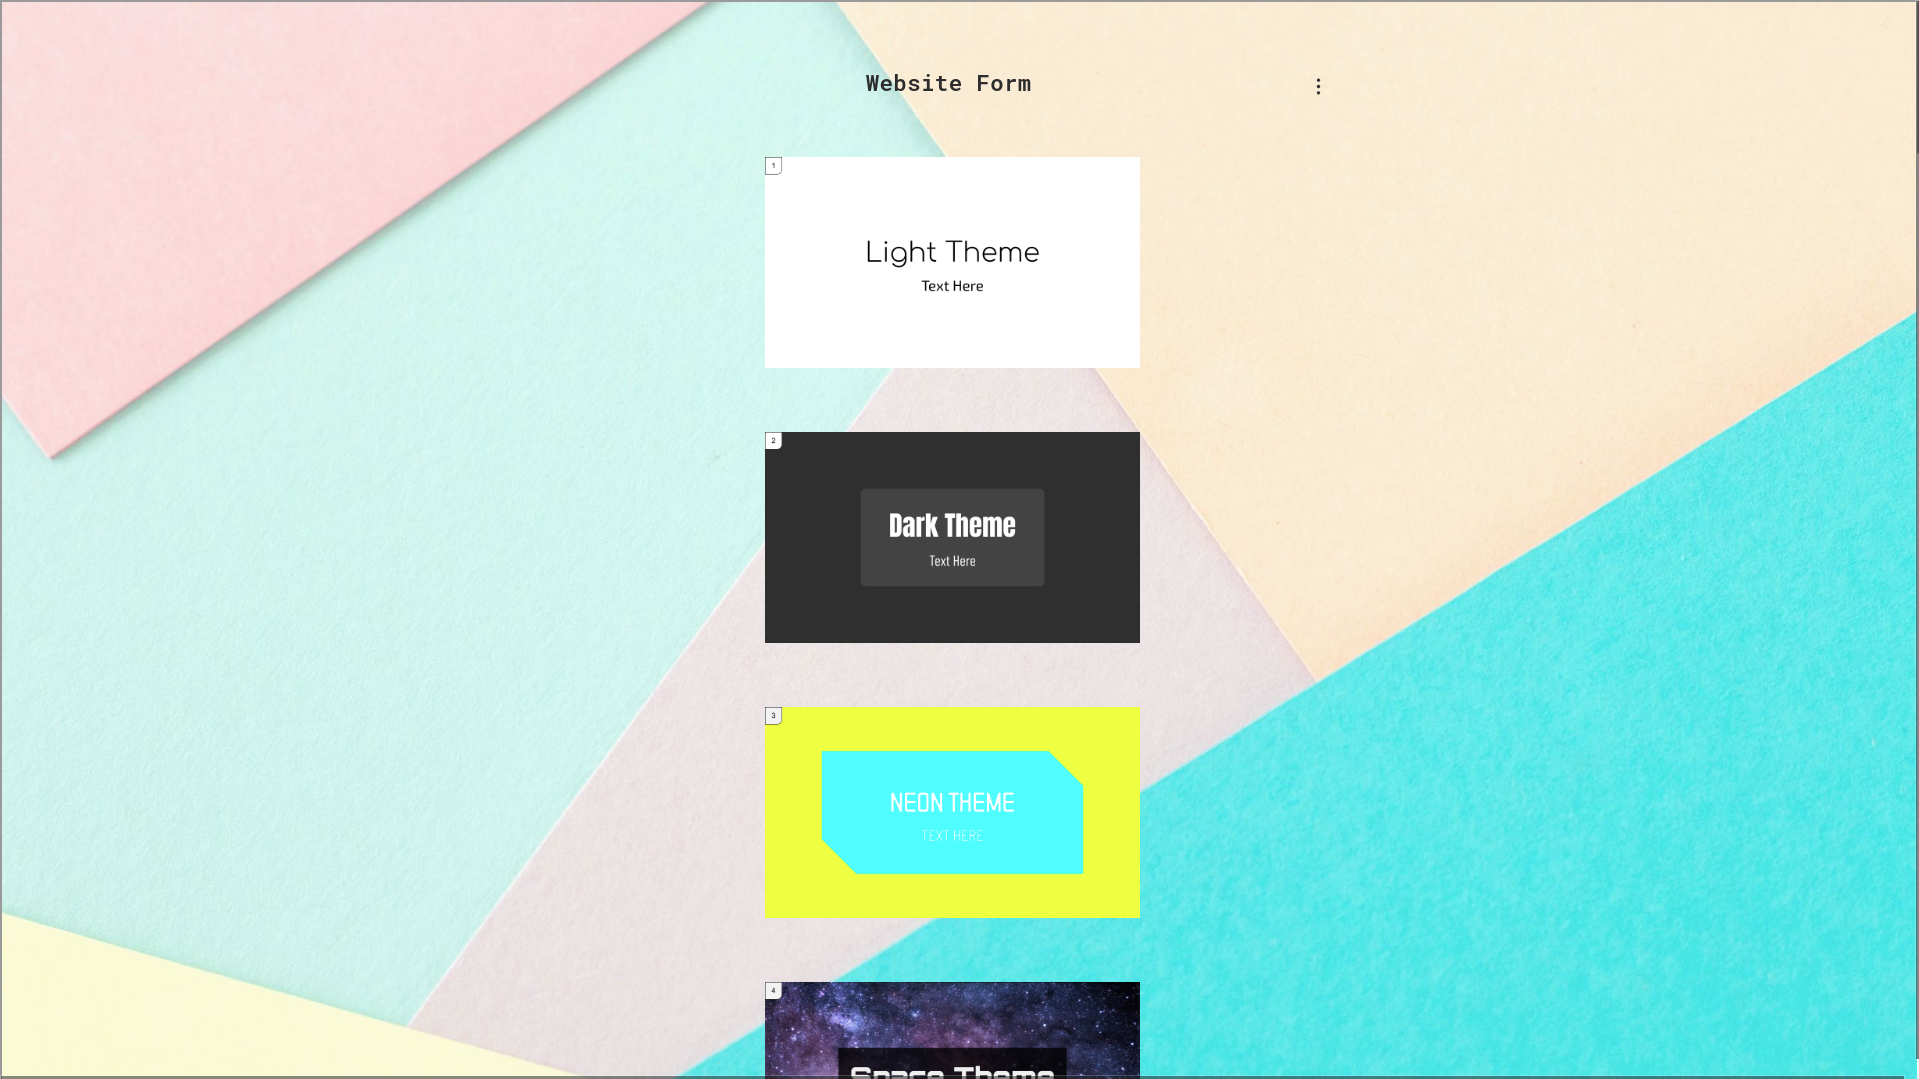 Website Form
1
Light Theme
Text Here
2
Dark Theme
Text Here
3
NEON THEME
TEXT HERE
4
Space Theme